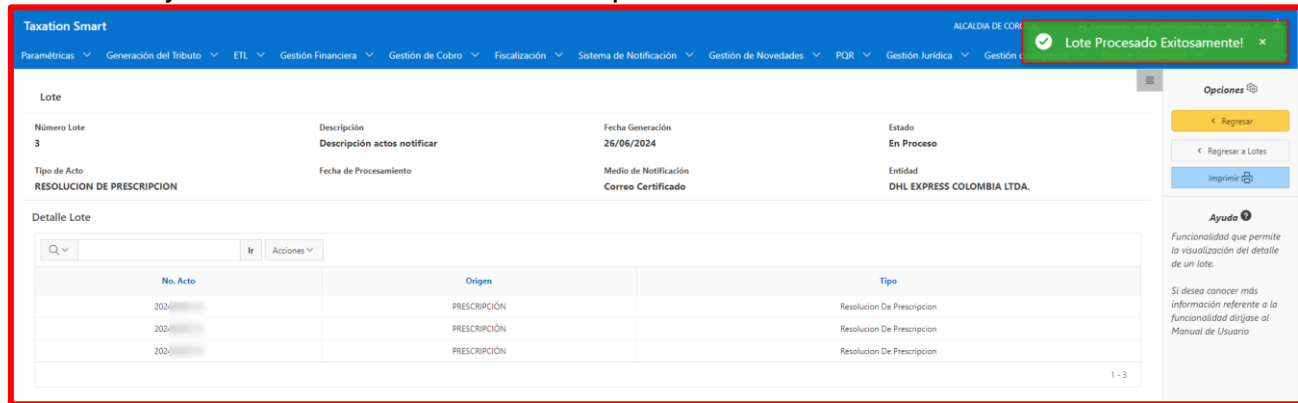 Taxation Smart
ALCALDIA DE COR
Lote Procesado Exitosamente! ×
Paramétricas Generación del Tributo ETL Gestión Financiera Gestión de Cobro Fiscalización Sistema de Notificación Gestión de Novedades PQR Gestión Jurídica Gestión
Lote
Número Lote Descripción Fecha Generación Estado
3 Descripción actos notificar 26/06/2024 En Proceso
Tipo de Acto Fecha de Procesamiento Medio de Notificación Entidad
RESOLUCION DE PRESCRIPCION Correo Certificado DHL EXPRESS COLOMBIA LTDA.
Detalle Lote
Ir Acciones
No. Acto Origen Tipo
202 PRESCRIPCIÓN Resolucion De Prescripcion
202 PRESCRIPCIÓN Resolucion De Prescripcion
202 PRESCRIPCIÓN Resolucion De Prescripcion
1 - 3
Opciones
< Regresar
< Regresar a Lotes
Imprimir
Ayuda
Funcionalidad que permite
la visualización del detalle
de un lote.
Si desea conocer más
información referente a la
funcionalidad diríjase al
Manual de Usuario